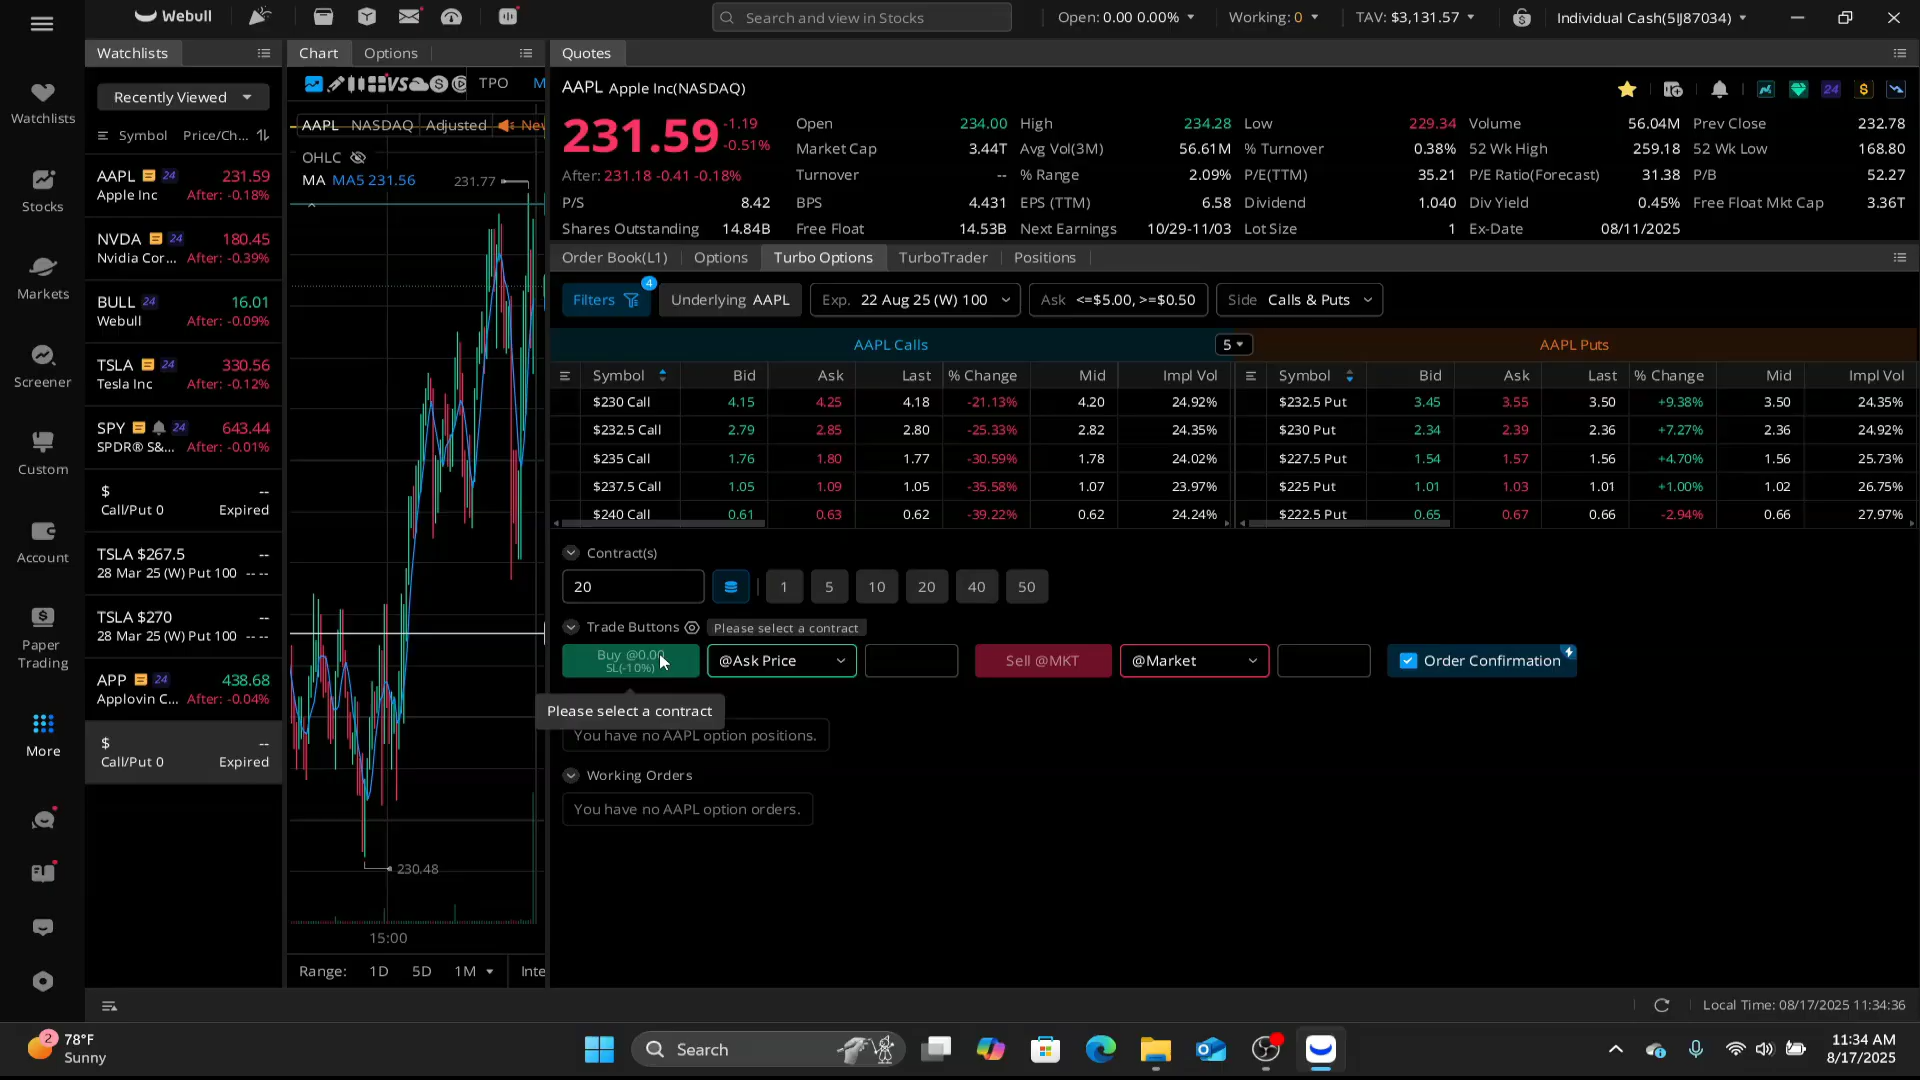 Webull
Search and view in Stocks
Open: 0.00 0.00%
Working: 0
TAV: $3,131.57
Individual Cash(5IJ87034)
Watchlists
Stocks
Markets
Screener
Custom
Account
Paper
Trading
More
Watchlists
Recently Viewed
Symbol Price/Ch...
AAPL 24 231.59
Apple Inc After: -0.18%
NVDA 24 180.45
Nvidia Cor... After: -0.39%
BULL 24 16.01
Webull After: -0.09%
TSLA 24 330.56
Tesla Inc After: -0.12%
SPY 24 643.44
SPDR® S&... After: -0.01%
$ --
Call/Put 0 Expired
TSLA $267.5 --
28 Mar 25 (W) Put 100 -- --
TSLA $270 --
28 Mar 25 (W) Put 100 -- --
APP 24 438.68
Applovin C... After: -0.04%
$ --
Call/Put 0 Expired
Chart Options
VS TPO M
AAPL NASDAQ Adjusted Nev
OHLC
MA MA5 231.56
231.77
230.48
15:00
Range: 1D 5D 1M Inte
Quotes
AAPL Apple Inc(NASDAQ)
24 $
231.59 -1.19
-0.51%
After: 231.18 -0.41 -0.18%
Open 234.00 High 234.28 Low 229.34 Volume 56.04M Prev Close 232.78
Market Cap 3.44T Avg Vol(3M) 56.61M % Turnover 0.38% 52 Wk High 259.18 52 Wk Low 168.80
Turnover -- % Range 2.09% P/E(TTM) 35.21 P/E Ratio(Forecast) 31.38 P/B 52.27
P/S 8.42 BPS 4.431 EPS (TTM) 6.58 Dividend 1.040 Div Yield 0.45% Free Float Mkt Cap 3.36T
Shares Outstanding 14.84B Free Float 14.53B Next Earnings 10/29-11/03 Lot Size 1 Ex-Date 08/11/2025
Order Book(L1) Options Turbo Options TurboTrader Positions
Filters 4 Underlying AAPL Exp. 22 Aug 25 (W) 100 Ask <=$5.00, >=$0.50 Side Calls & Puts
AAPL Calls 5 AAPL Puts
Symbol Bid Ask Last % Change Mid Impl Vol Symbol Bid Ask Last % Change Mid Impl Vol
$230 Call 4.15 4.25 4.18 -21.13% 4.20 24.92% $232.5 Put 3.45 3.55 3.50 +9.38% 3.50 24.35%
$232.5 Call 2.79 2.85 2.80 -25.33% 2.82 24.35% $230 Put 2.34 2.39 2.36 +7.27% 2.36 24.92%
$235 Call 1.76 1.80 1.77 -30.59% 1.78 24.02% $227.5 Put 1.54 1.57 1.56 +4.70% 1.56 25.73%
$237.5 Call 1.05 1.09 1.05 -35.58% 1.07 23.97% $225 Put 1.01 1.03 1.01 +1.00% 1.02 26.75%
$240 Call 0.61 0.63 0.62 -39.22% 0.62 24.24% $222.5 Put 0.65 0.67 0.66 -2.94% 0.66 27.97%
Contract(s)
20 1 5 10 20 40 50
Trade Buttons Please select a contract
Buy @0.00
SL(-10%)
@Ask Price
Sell @MKT
@Market
Order Confirmation
Please select a contract
You have no AAPL option positions.
Working Orders
You have no AAPL option orders.
Local Time: 08/17/2025 11:34:36
2 78°F
Sunny
Search
11:34 AM
8/17/2025